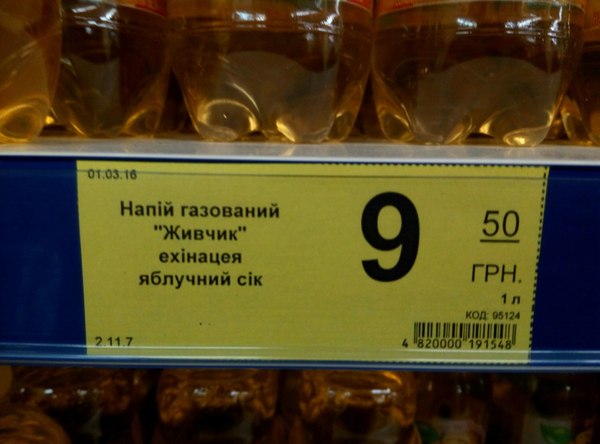 01.03.16
Напій газований
"Живчик"
ехінацея
яблучний сік
9 50
ГРН.
1 л
КОД: 95124
2.11.7
4 820000 191548